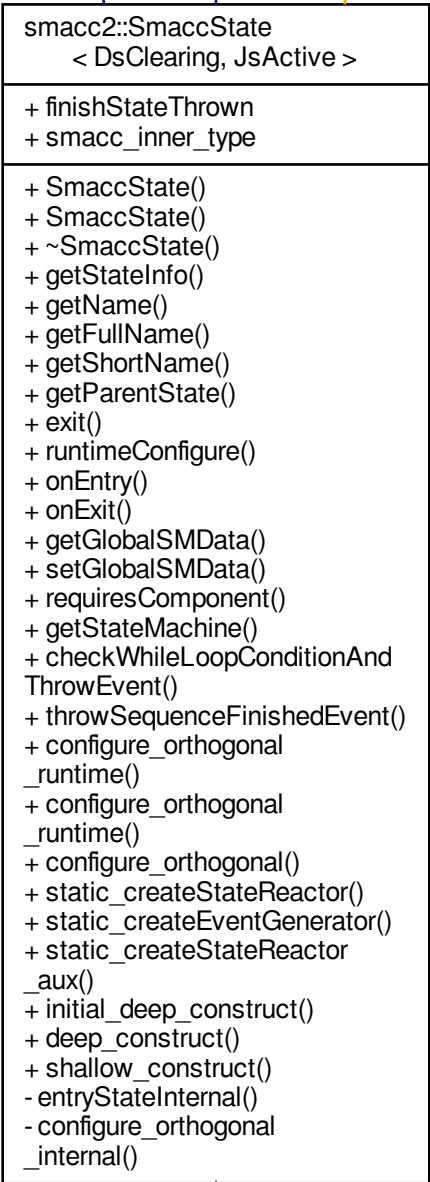 smacc2::SmaccState
< DsClearing, JsActive >
+ finishStateThrown
+ smacc_inner_type
+ SmaccState()
+ SmaccState()
+ ~SmaccState()
+ getStateInfo()
+ getName()
+ getFullName()
+ getShortName()
+ getParentState()
+ exit()
+ runtimeConfigure()
+ onEntry()
+ onExit()
+ getGlobalSMData()
+ setGlobalSMData()
+ requiresComponent()
+ getStateMachine()
+ checkWhileLoopConditionAnd
ThrowEvent()
+ throwSequenceFinishedEvent()
+ configure_orthogonal
_runtime()
+ configure_orthogonal
_runtime()
+ configure_orthogonal()
+ static_createStateReactor()
+ static_createEventGenerator()
+ static_createStateReactor
_aux()
+ initial_deep_construct()
+ deep_construct()
+ shallow_construct()
- entryStateInternal()
- configure_orthogonal
_internal()